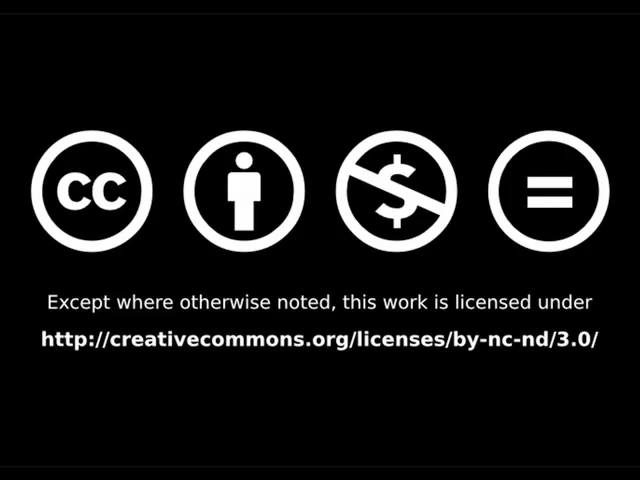 cc
$
=
Except where otherwise noted, this work is licensed under
http://creativecommons.org/licenses/by-nc-nd/3.0/